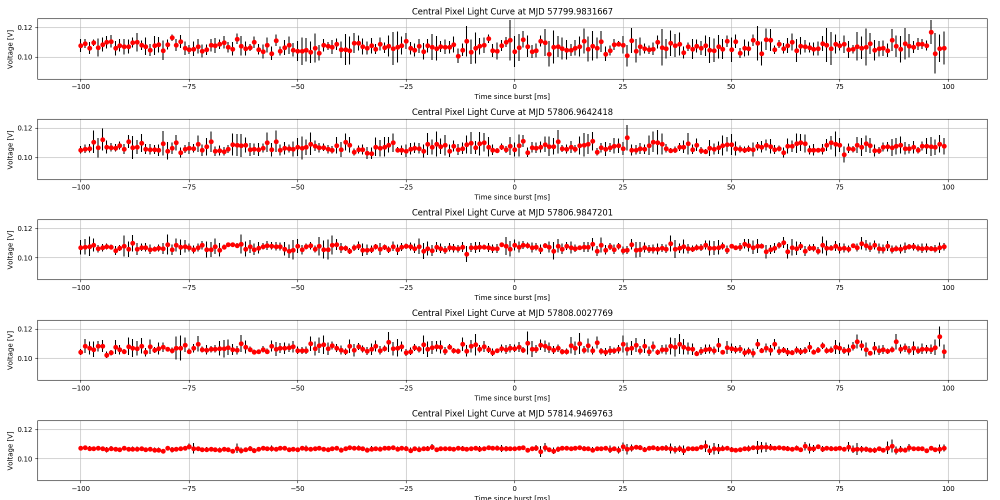 Central Pixel Light Curve at MJD 57799.9831667
Voltage [V]
0.12
0.10
−100 −75 −50 −25 0 25 50 75 100
Time since burst [ms]
Central Pixel Light Curve at MJD 57806.9642418
Voltage [V]
0.12
0.10
−100 −75 −50 −25 0 25 50 75 100
Time since burst [ms]
Central Pixel Light Curve at MJD 57806.9847201
Voltage [V]
0.12
0.10
−100 −75 −50 −25 0 25 50 75 100
Time since burst [ms]
Central Pixel Light Curve at MJD 57808.0027769
Voltage [V]
0.12
0.10
−100 −75 −50 −25 0 25 50 75 100
Time since burst [ms]
Central Pixel Light Curve at MJD 57814.9469763
Voltage [V]
0.12
0.10
−100 −75 −50 −25 0 25 50 75 100
Time since burst [ms]